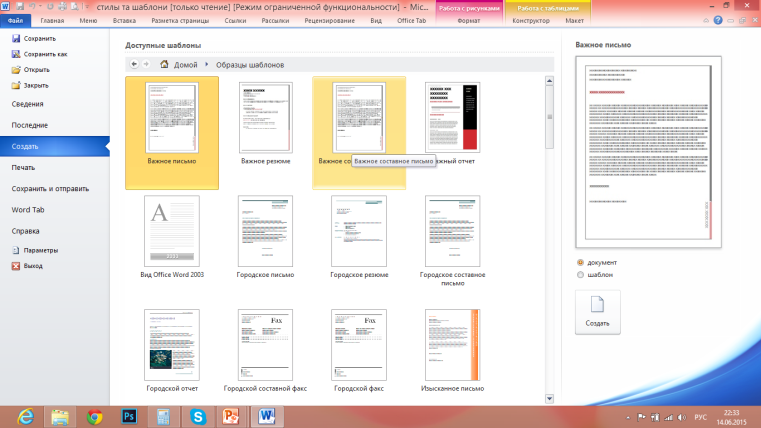 стилы та шаблони [только чтение] [Режим ограниченной функциональности] - Mic...
Работа с рисунками
Работа с таблицами
Файл
Главная
Меню
Вставка
Разметка страницы
Ссылки
Рассылки
Рецензирование
Вид
Office Tab
Формат
Конструктор
Макет
Сохранить
Сохранить как
Открыть
Закрыть
Сведения
Последние
Создать
Печать
Сохранить и отправить
Word Tab
Справка
Параметры
Выход
Доступные шаблоны
Домой
Образцы шаблонов
Важное письмо
Важное резюме
Важное со
Важное составное письмо
жный отчет
Вид Office Word 2003
Городское письмо
Городское резюме
Городское составное
письмо
Fax
Fax
Городской отчет
Городской составной факс
Городской факс
Изысканное письмо
Важное письмо
документ
шаблон
Создать
РУС
22:33
14.06.2015